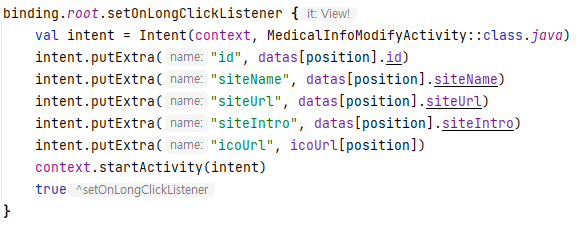 binding.root.setOnLongClickListener { it: View!
val intent = Intent(context, MedicalInfoModifyActivity::class.java)
intent.putExtra( name: "id", datas[position].id)
intent.putExtra( name: "siteName", datas[position].siteName)
intent.putExtra( name: "siteUrl", datas[position].siteUrl)
intent.putExtra( name: "siteIntro", datas[position].siteIntro)
intent.putExtra( name: "icoUrl", icoUrl[position])
context.startActivity(intent)
true ^setOnLongClickListener
}